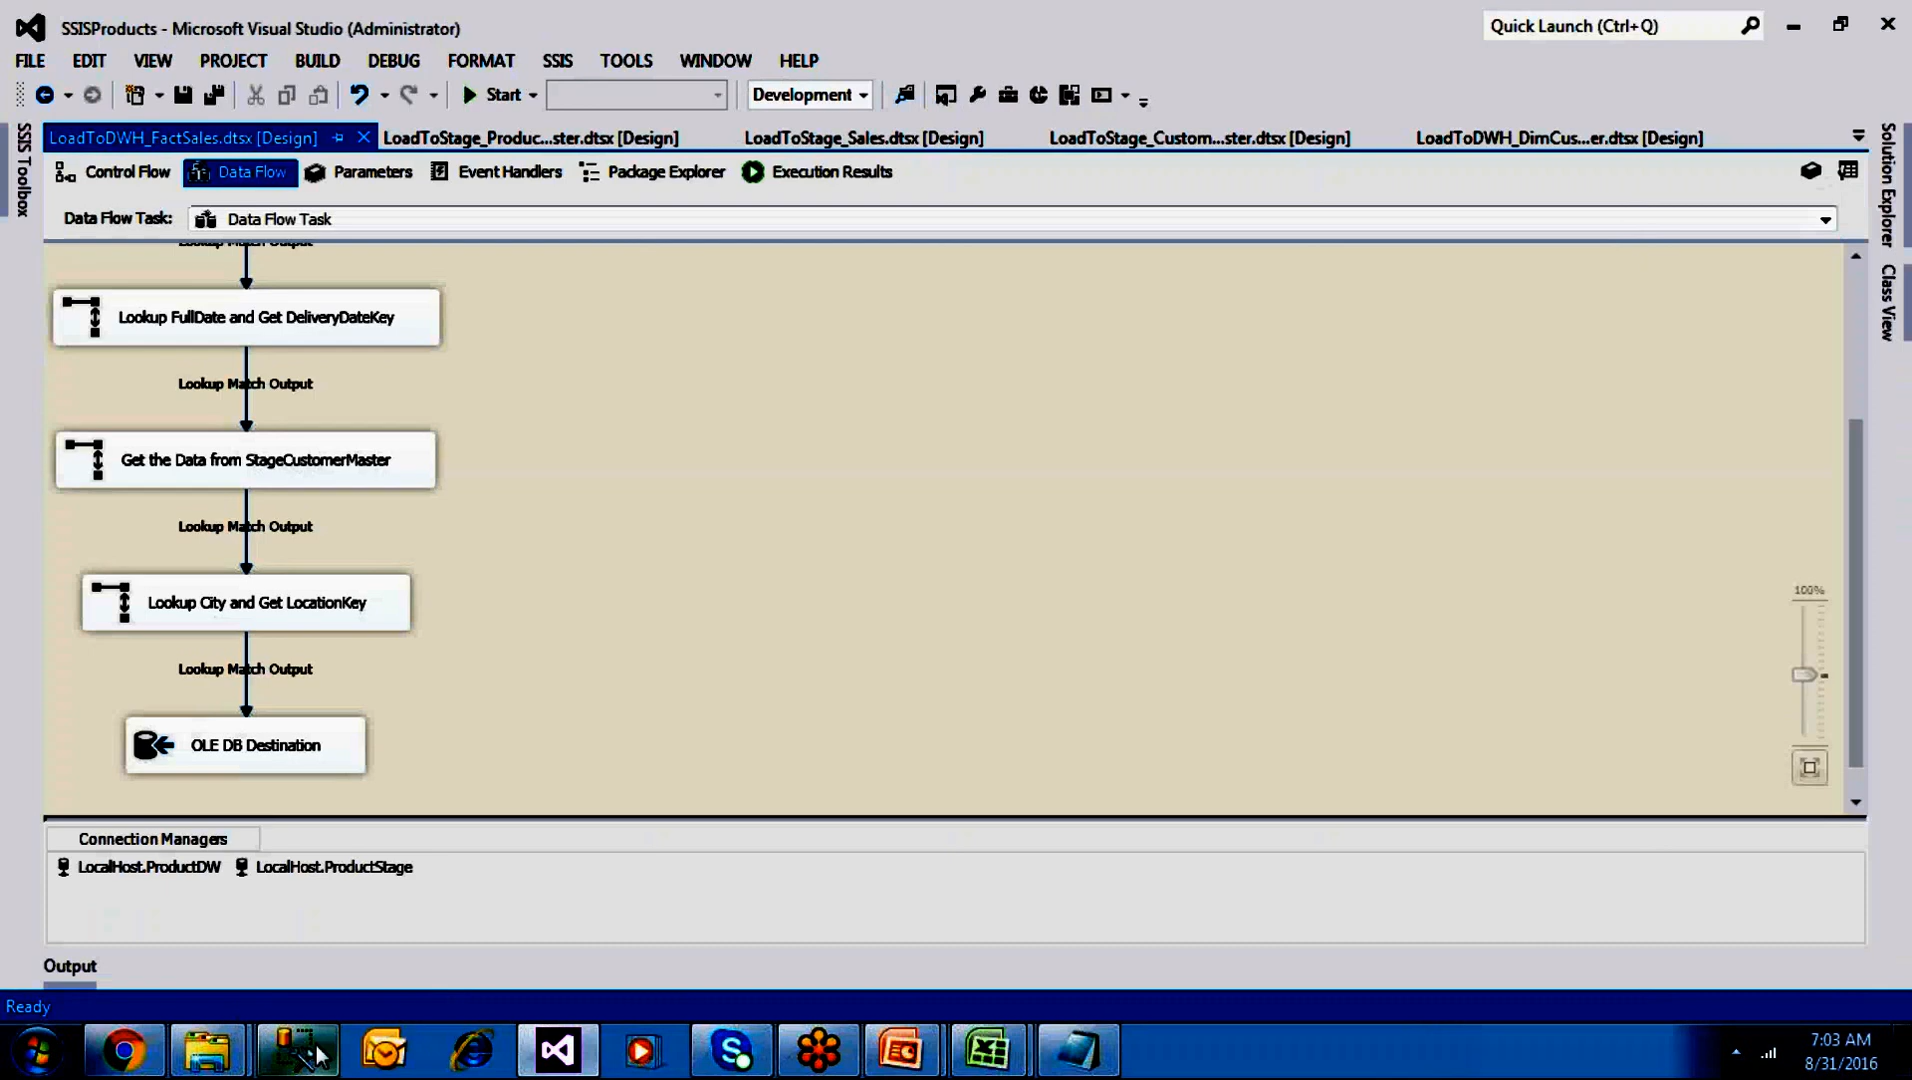 SSISProducts - Microsoft Visual Studio (Administrator)
Quick Launch (Ctrl+Q)
FILE EDIT VIEW PROJECT BUILD DEBUG FORMAT SSIS TOOLS WINDOW HELP
Start Development
LoadToDWH_FactSales.dtsx [Design] LoadToStage_Produc...ster.dtsx [Design] LoadToStage_Sales.dtsx [Design] LoadToStage_Custom...ster.dtsx [Design] LoadToDWH_DimCus...er.dtsx [Design]
SSIS Toolbox
Control Flow Data Flow Parameters Event Handlers Package Explorer Execution Results
Solution Explorer
Class View
Data Flow Task: Data Flow Task
Lookup Match Output
Lookup FullDate and Get DeliveryDateKey
Lookup Match Output
Get the Data from StageCustomerMaster
Lookup Match Output
Lookup City and Get LocationKey
100%
Lookup Match Output
OLE DB Destination
Connection Managers
LocalHost.ProductDW LocalHost.ProductStage
Output
Ready
7:03 AM
8/31/2016